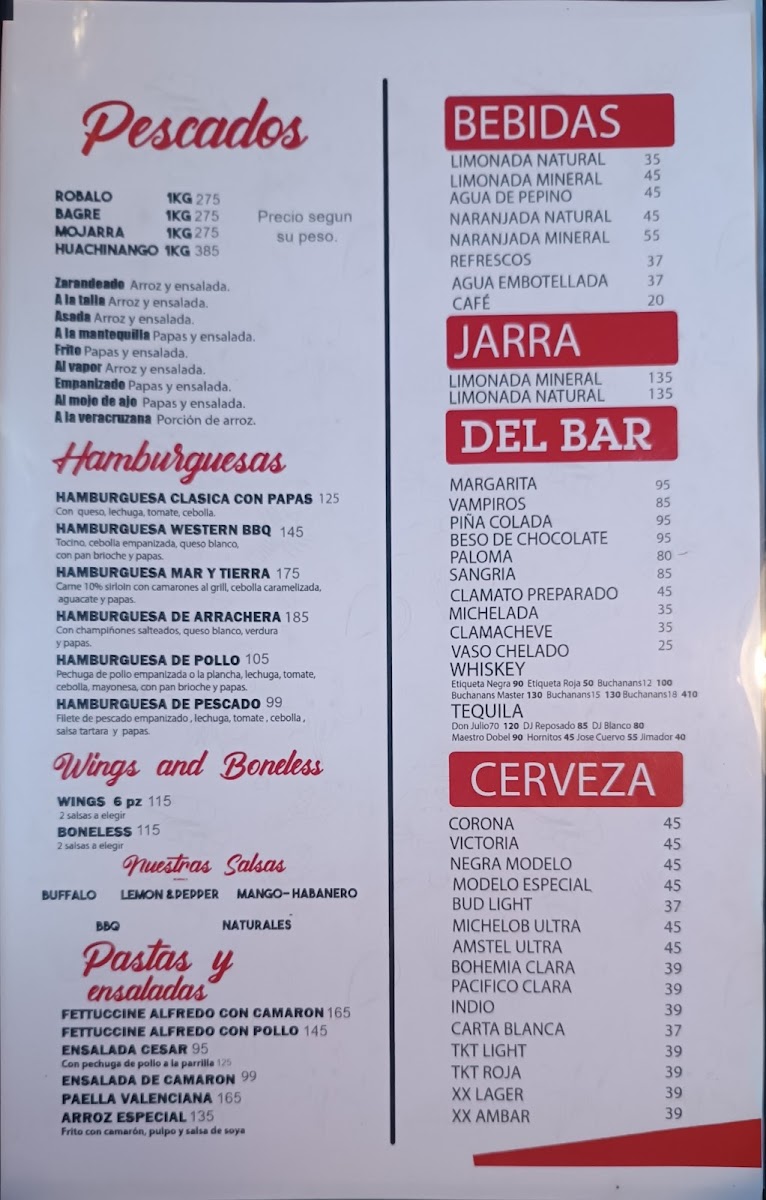 Pescados
ROBALO 1KG 275
BAGRE 1KG 275
MOJARRA 1KG 275
HUACHINANGO 1KG 385
Precio segun
su peso.
Zarandeado Arroz y ensalada.
A la talla Arroz y ensalada.
Asada Arroz y ensalada.
A la mantequilla Papas y ensalada.
Frito Papas y ensalada.
Al vapor Arroz y ensalada.
Empanizado Papas y ensalada.
Al mojo de ajo Papas y ensalada.
A la veracruzana Porción de arroz.
Hamburguesas
HAMBURGUESA CLASICA CON PAPAS 125
Con queso, lechuga, tomate, cebolla.
HAMBURGUESA WESTERN BBQ 145
Tocino, cebolla empanizada, queso blanco,
con pan brioche y papas.
HAMBURGUESA MAR Y TIERRA 175
Carne 10% sirloin con camarones al grill, cebolla caramelizada,
aguacate y papas.
HAMBURGUESA DE ARRACHERA 185
Con champiñones salteados, queso blanco, verdura
y papas.
HAMBURGUESA DE POLLO 105
Pechuga de pollo empanizada o la plancha, lechuga, tomate,
cebolla, mayonesa, con pan brioche y papas.
HAMBURGUESA DE PESCADO 99
Filete de pescado empanizado , lechuga, tomate , cebolla ,
salsa tartara y papas.
Wings and Boneless
WINGS 6 pz 115
2 salsas a elegir
BONELESS 115
2 salsas a elegir
Nuestras Salsas
BUFFALO LEMON & PEPPER MANGO-HABANERO
BBQ NATURALES
Pastas y
ensaladas
FETTUCCINE ALFREDO CON CAMARON 165
FETTUCCINE ALFREDO CON POLLO 145
ENSALADA CESAR 95
Con pechuga de pollo a la parrilla 125
ENSALADA DE CAMARON 99
PAELLA VALENCIANA 165
ARROZ ESPECIAL 135
Frito con camarón, pulpo y salsa de soya
BEBIDAS
LIMONADA NATURAL 35
LIMONADA MINERAL 45
AGUA DE PEPINO 45
NARANJADA NATURAL 45
NARANJADA MINERAL 55
REFRESCOS 37
AGUA EMBOTELLADA 37
CAFÉ 20
JARRA
LIMONADA MINERAL 135
LIMONADA NATURAL 135
DEL BAR
MARGARITA 95
VAMPIROS 85
PIÑA COLADA 95
BESO DE CHOCOLATE 95
PALOMA 80
SANGRIA 85
CLAMATO PREPARADO 45
MICHELADA 35
CLAMACHEVE 35
VASO CHELADO 25
WHISKEY
Etiqueta Negra 90 Etiqueta Roja 50 Buchanans12 100
Buchanans Master 130 Buchanans15 130 Buchanans18 410
TEQUILA
Don Julio70 120 DJ Reposado 85 DJ Blanco 80
Maestro Dobel 90 Hornitos 45 Jose Cuervo 55 Jimador 40
CERVEZA
CORONA 45
VICTORIA 45
NEGRA MODELO 45
MODELO ESPECIAL 45
BUD LIGHT 37
MICHELOB ULTRA 45
AMSTEL ULTRA 45
BOHEMIA CLARA 39
PACIFICO CLARA 39
INDIO 39
CARTA BLANCA 37
TKT LIGHT 39
TKT ROJA 39
XX LAGER 39
XX AMBAR 39